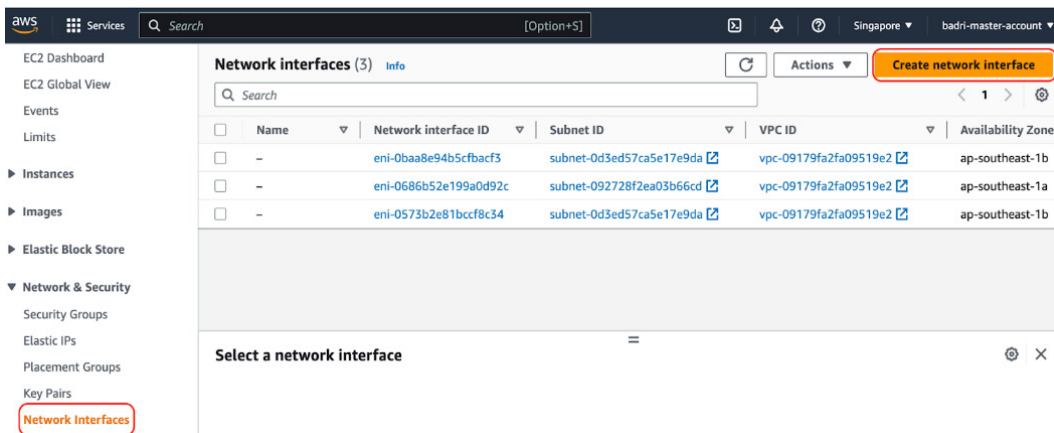 aws Services Search [Option+S] Singapore ▼ badri-master-account ▼
EC2 Dashboard
EC2 Global View
Events
Limits
Instances
Images
Elastic Block Store
Network & Security
Security Groups
Elastic IPs
Placement Groups
Key Pairs
Network Interfaces
Network interfaces (3) Info Actions ▼ Create network interface
Search 1
Name Network interface ID Subnet ID VPC ID Availability Zone
– eni-0baa8e94b5cfbacf3 subnet-0d3ed57ca5e17e9da vpc-09179fa2fa09519e2 ap-southeast-1b
– eni-0686b52e199a0d92c subnet-092728f2ea03b66cd vpc-09179fa2fa09519e2 ap-southeast-1a
– eni-0573b2e81bccf8c34 subnet-0d3ed57ca5e17e9da vpc-09179fa2fa09519e2 ap-southeast-1b
Select a network interface